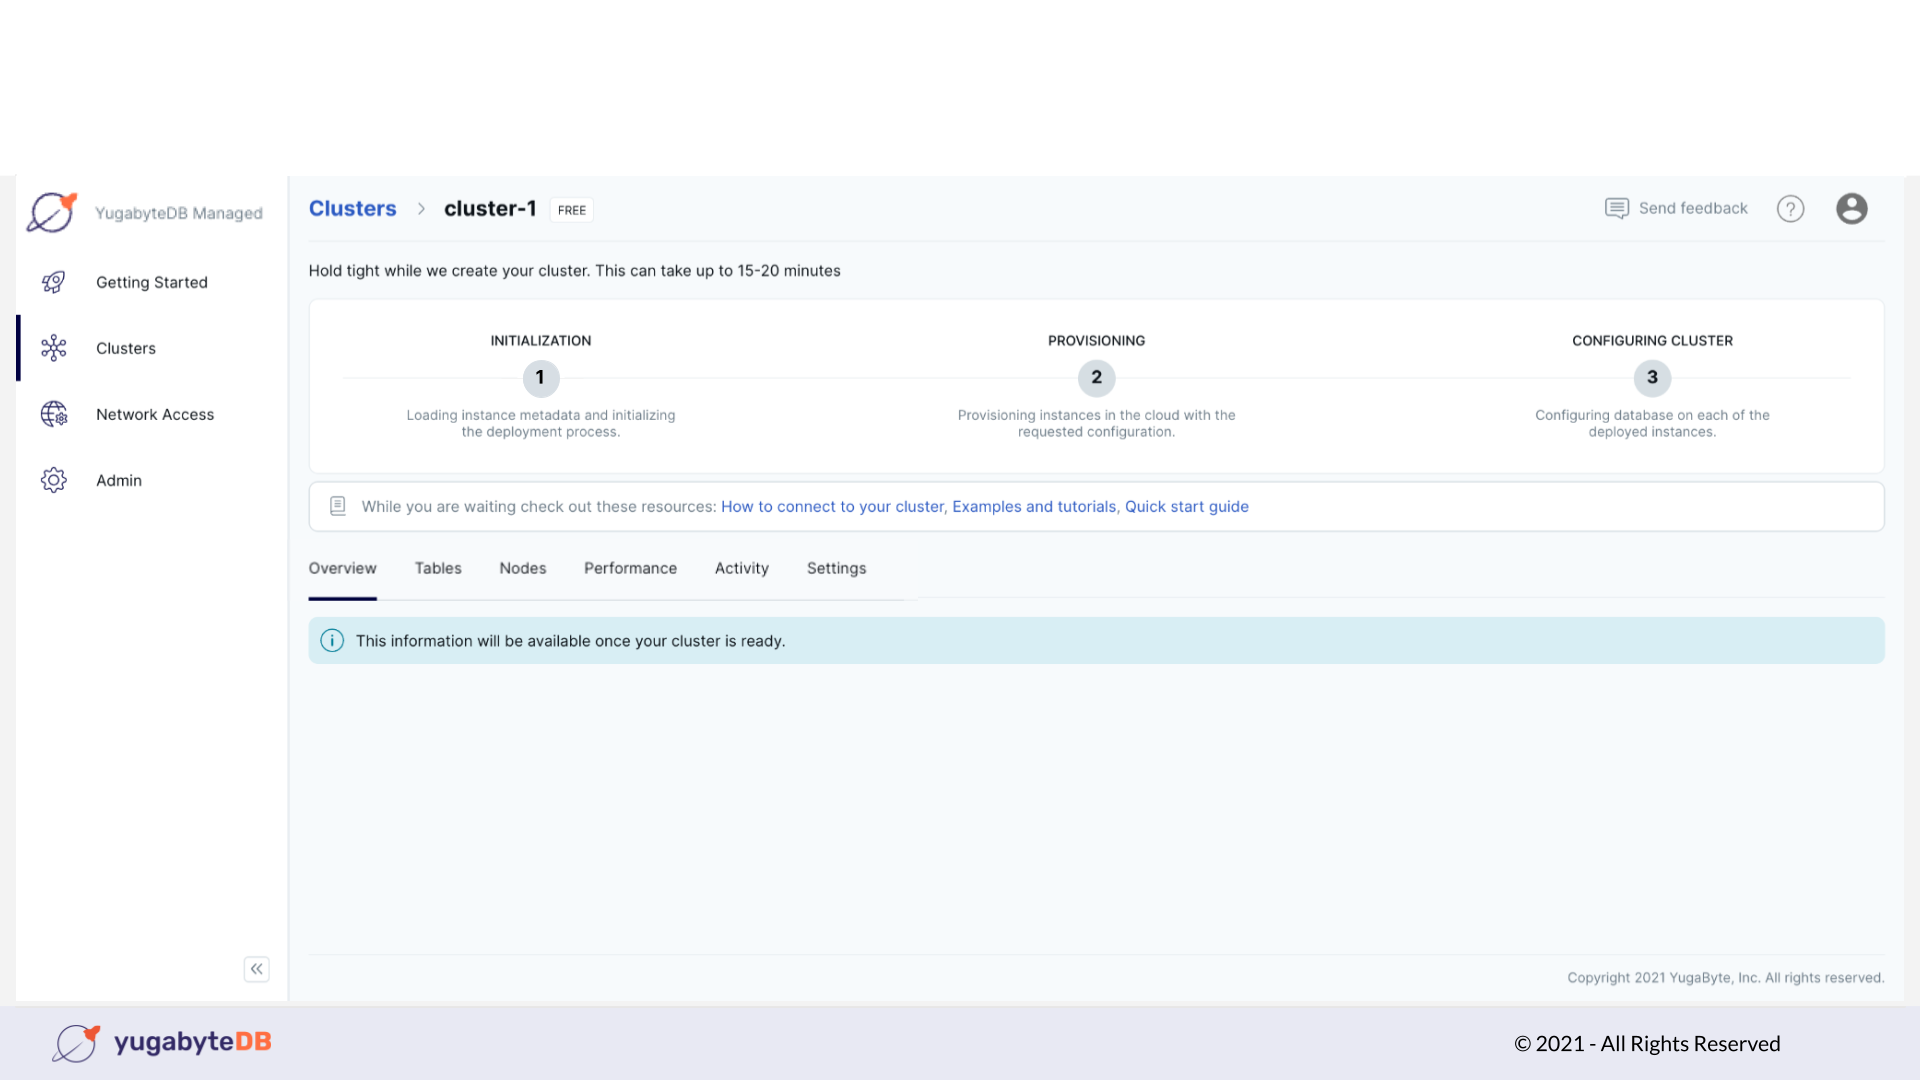 YugabyteDB Managed
Getting Started
Clusters
Network Access
Admin
Clusters > cluster-1 FREE
Send feedback ?
Hold tight while we create your cluster. This can take up to 15-20 minutes
INITIALIZATION
1
Loading instance metadata and initializing
the deployment process.
PROVISIONING
2
Provisioning instances in the cloud with the
requested configuration.
CONFIGURING CLUSTER
3
Configuring database on each of the
deployed instances.
While you are waiting check out these resources: How to connect to your cluster, Examples and tutorials, Quick start guide
Overview Tables Nodes Performance Activity Settings
This information will be available once your cluster is ready.
Copyright 2021 YugaByte, Inc. All rights reserved.
yugabyteDB
© 2021 - All Rights Reserved